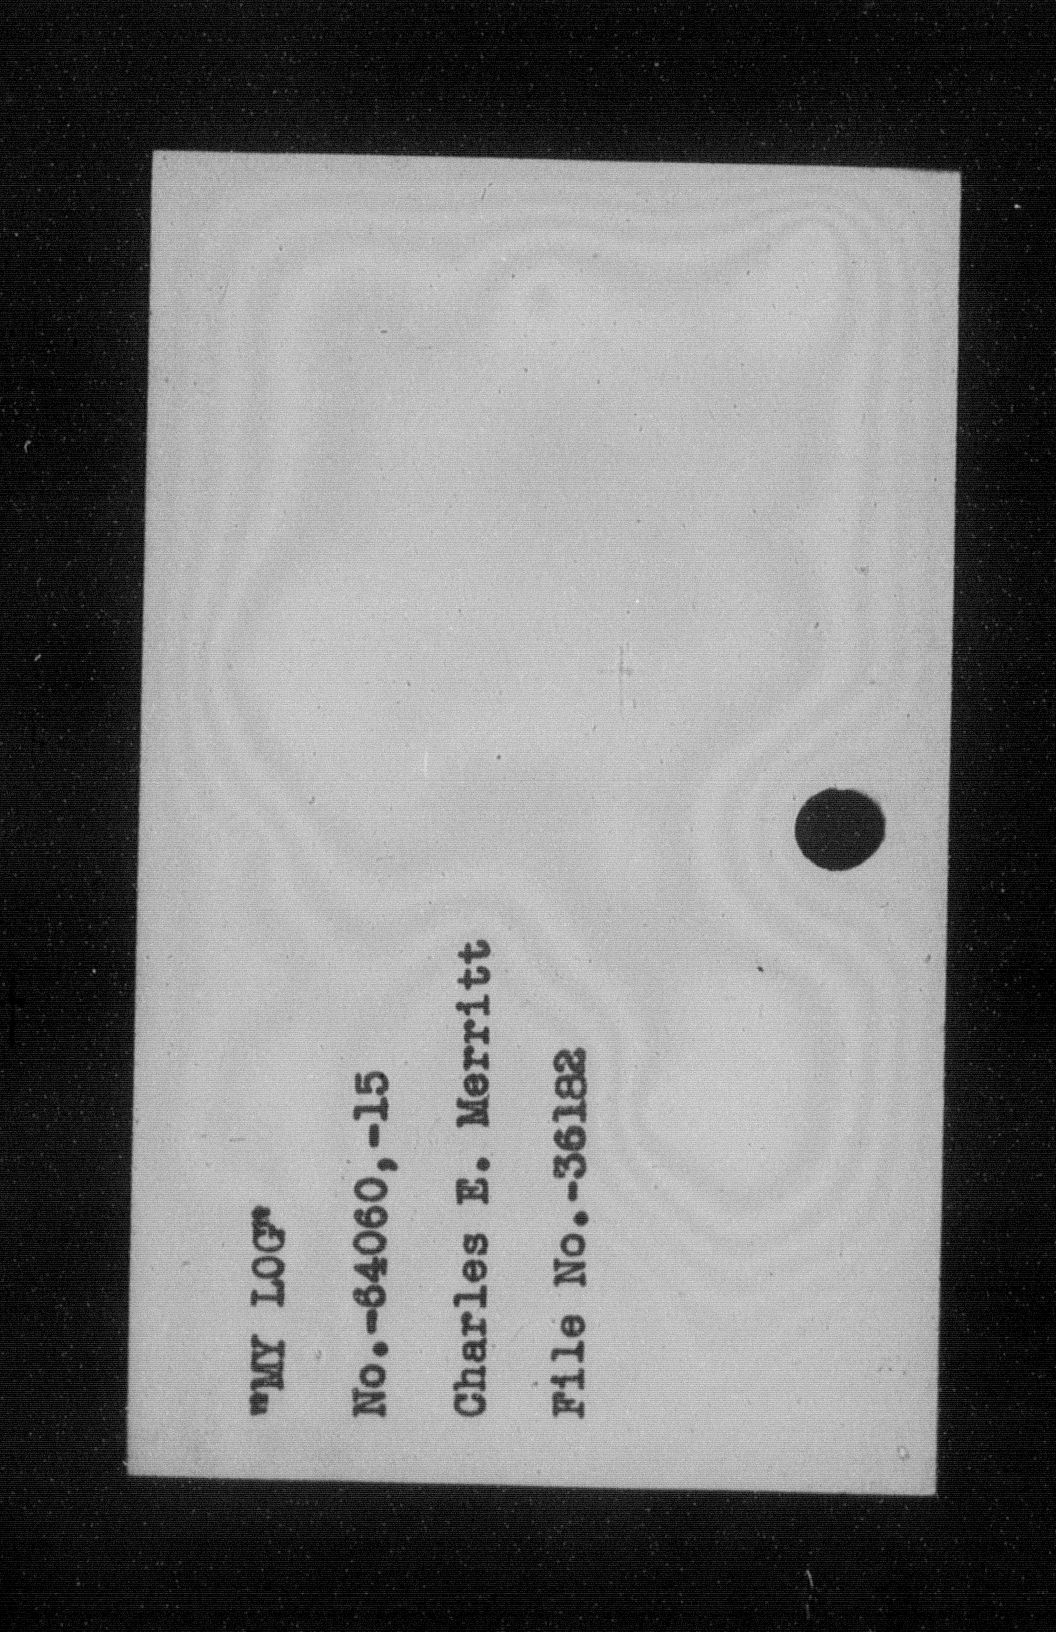 "MY LOG"
No.-64060,-15
Charles E. Merritt
File No.-36182